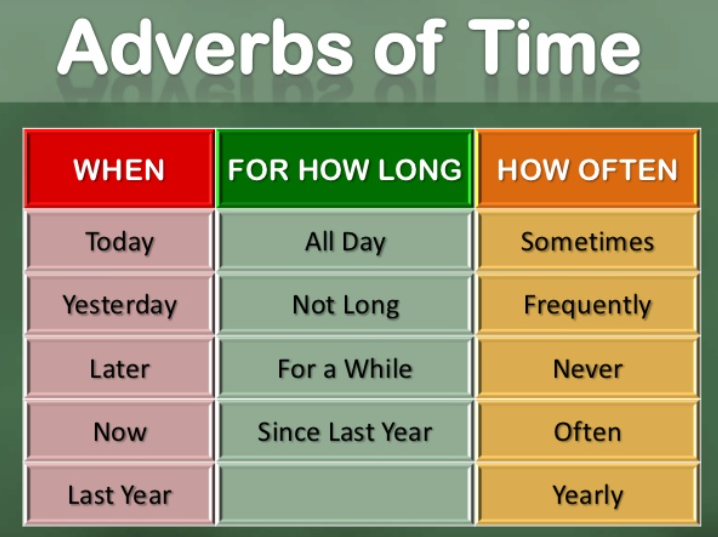 Adverbs of Time
WHEN FOR HOW LONG HOW OFTEN
Today All Day Sometimes
Yesterday Not Long Frequently
Later For a While Never
Now Since Last Year Often
Last Year Yearly